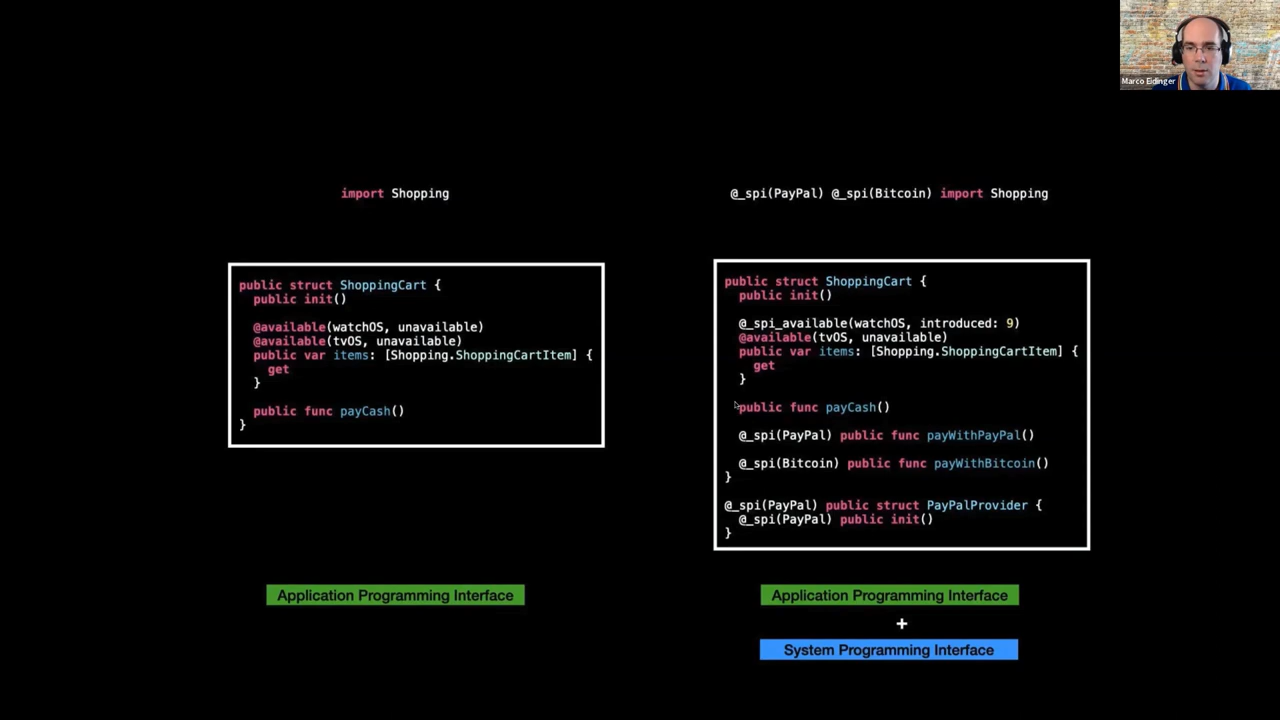 Marco Eidinger
import Shopping
public struct ShoppingCart {
public init()
@available(watchOS, unavailable)
@available(tvOS, unavailable)
public var items: [Shopping.ShoppingCartItem] {
get
}
public func payCash()
}
Application Programming Interface
@_spi(PayPal) @_spi(Bitcoin) import Shopping
public struct ShoppingCart {
public init()
@_spi_available(watchOS, introduced: 9)
@available(tvOS, unavailable)
public var items: [Shopping.ShoppingCartItem] {
get
}
public func payCash()
@_spi(PayPal) public func payWithPayPal()
@_spi(Bitcoin) public func payWithBitcoin()
}
@_spi(PayPal) public struct PayPalProvider {
@_spi(PayPal) public init()
}
Application Programming Interface
+
System Programming Interface